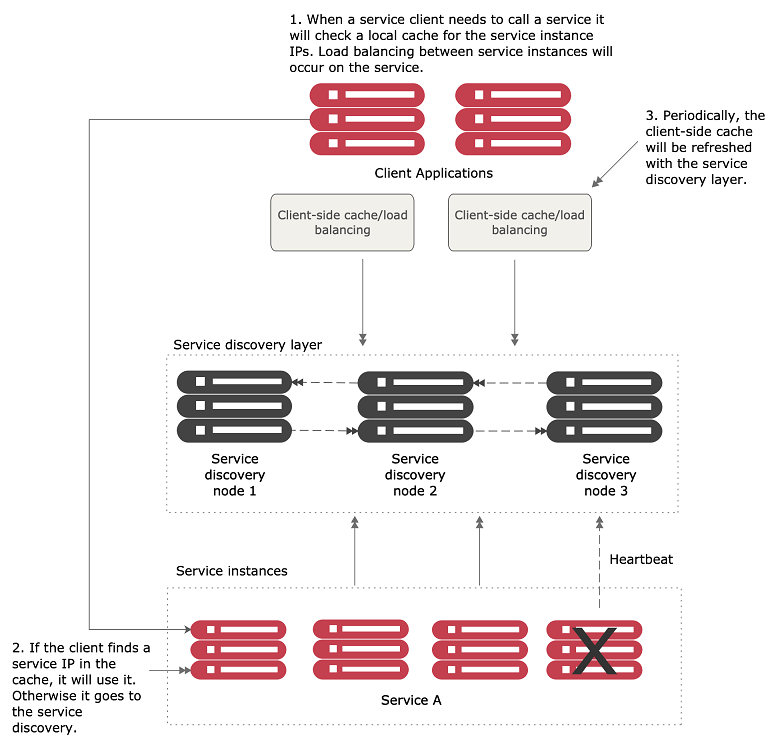 1. When a service client needs to call a service it
will check a local cache for the service instance
IPs. Load balancing between service instances will
occur on the service.
3. Periodically, the
client-side cache
will be refreshed
with the service
discovery layer.
Client Applications
Client-side cache/load
balancing
Client-side cache/load
balancing
Service discovery layer
Service
discovery
node 1
Service
discovery
node 2
Service
discovery
node 3
Heartbeat
Service instances
2. If the client finds a
service IP in the
cache, it will use it.
Otherwise it goes to
the service
discovery.
Service A